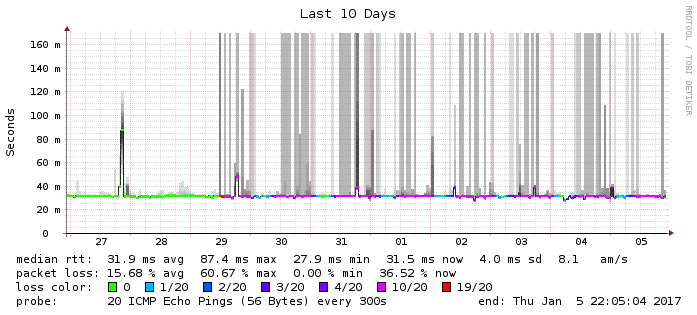 Last 10 Days
RRDTOOL / TOBI OETIKER
Seconds
160 m
140 m
120 m
100 m
80 m
60 m
40 m
20 m
0
27 28 29 30 31 01 02 03 04 05
median rtt: 31.9 ms avg 87.4 ms max 27.9 ms min 31.5 ms now 4.0 ms sd 8.1 am/s
packet loss: 15.68 % avg 60.67 % max 0.00 % min 36.52 % now
loss color: 0 1/20 2/20 3/20 4/20 10/20 19/20
probe: 20 ICMP Echo Pings (56 Bytes) every 300s end: Thu Jan 5 22:05:04 2017